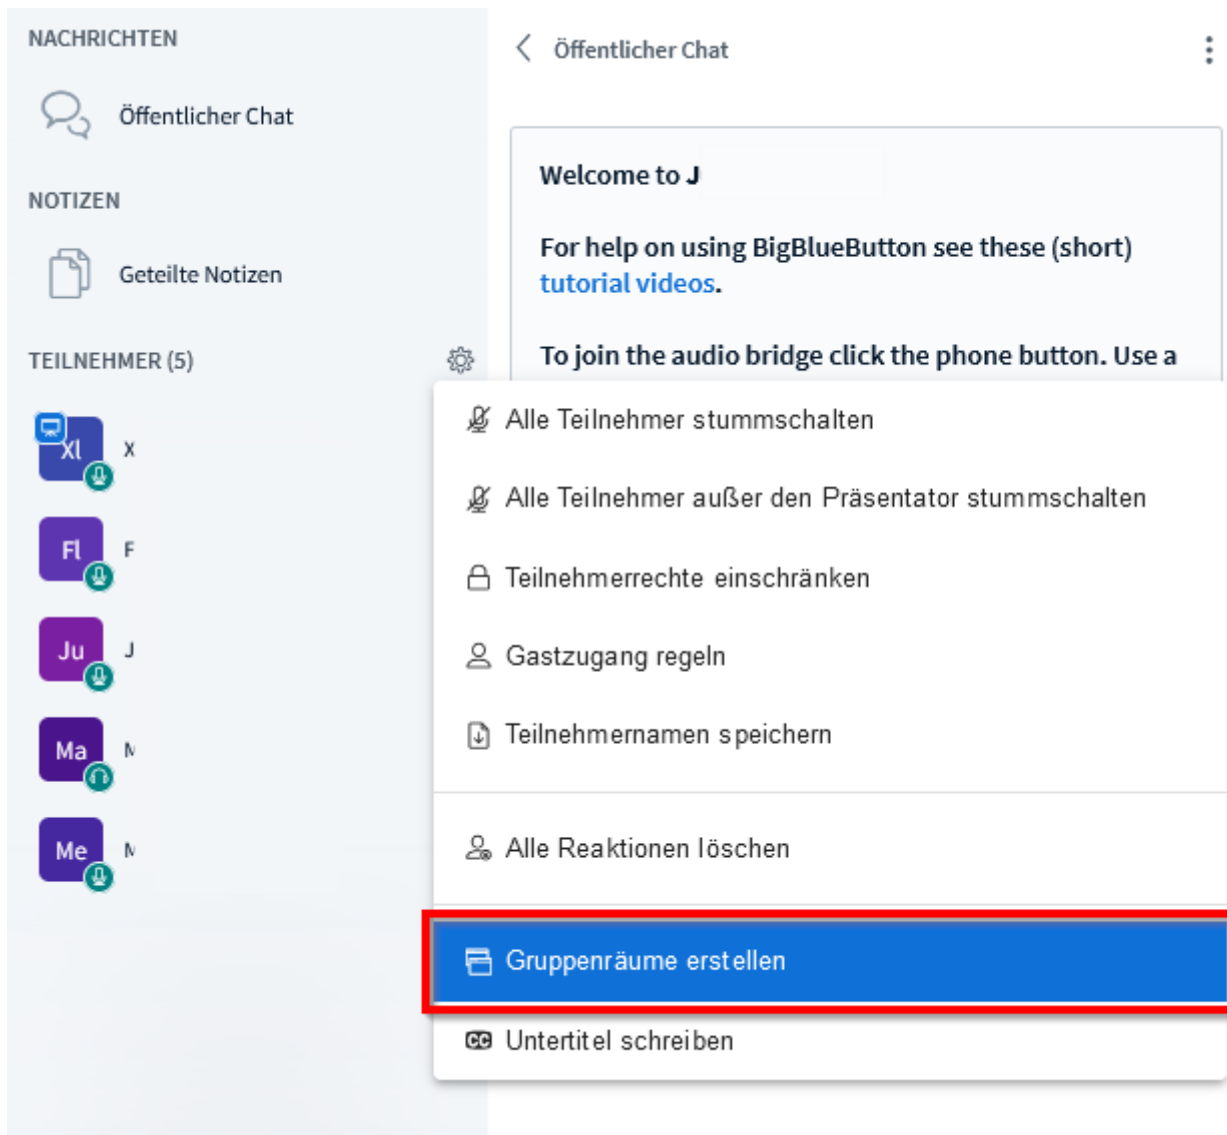 NACHRICHTEN
Öffentlicher Chat
NOTIZEN
Geteilte Notizen
TEILNEHMER (5)
Xl X
Fl F
Ju J
Ma
Me
Öffentlicher Chat
Welcome to J
For help on using BigBlueButton see these (short)
tutorial videos.
To join the audio bridge click the phone button. Use a
Alle Teilnehmer stummschalten
Alle Teilnehmer außer den Präsentator stummschalten
Teilnehmerrechte einschränken
Gastzugang regeln
Teilnehmernamen speichern
Alle Reaktionen löschen
Gruppenräume erstellen
CC Untertitel schreiben